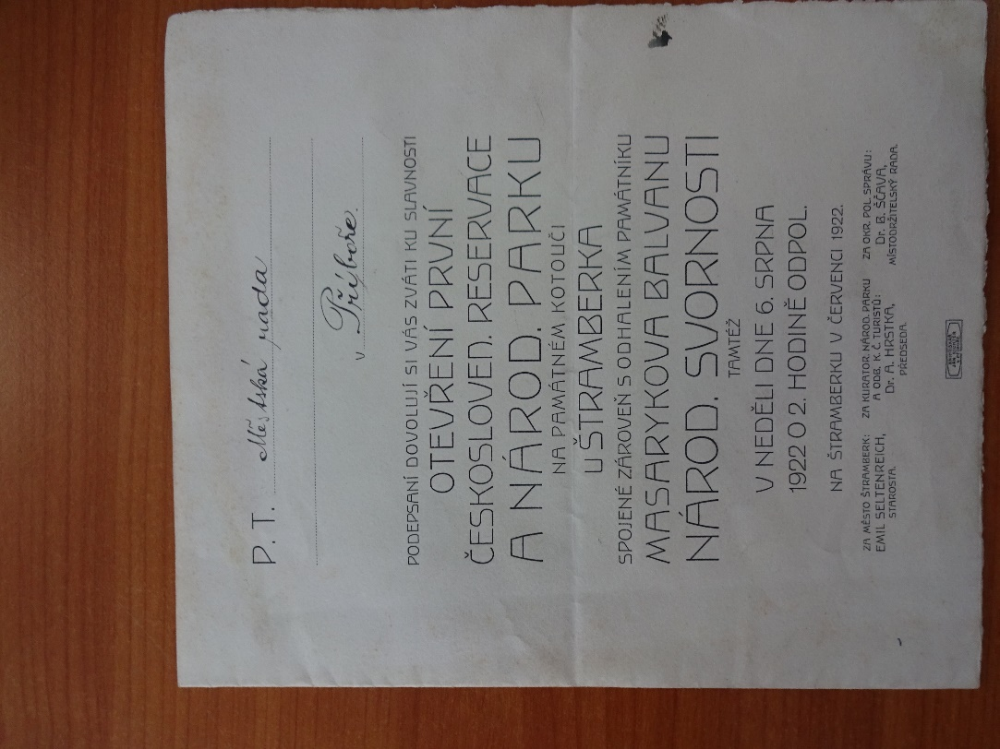 P. T. Městská rada
v Příboře.
PODEPSANÍ DOVOLUJÍ SI VÁS ZVÁTI KU SLAVNOSTI
OTEVŘENÍ PRVNÍ
ČESKOSLOVEN. RESERVACE
A NÁROD. PARKU
NA PAMÁTNÉM KOTOUČI
U ŠTRAMBERKA
SPOJENÉ ZÁROVEŇ S ODHALENÍM PAMÁTNÍKU
MASARYKOVA BALVANU
NÁROD. SVORNOSTI
TAMTÉŽ
V NEDĚLI DNE 6. SRPNA
1922 O 2. HODINĚ ODPOL.
NA ŠTRAMBERKU V ČERVENCI 1922.
ZA MĚSTO ŠTRAMBERK:
EMIL SELTENREICH,
STAROSTA.
ZA KURATOR. NÁROD. PARKU
A ODB. K. Č. TURISTŮ:
Dr. A. HRSTKA,
PŘEDSEDA.
ZA OKR. POL. SPRÁVU:
Dr. B. ŠČAVA,
MÍSTODRŽITELSKÝ RADA.